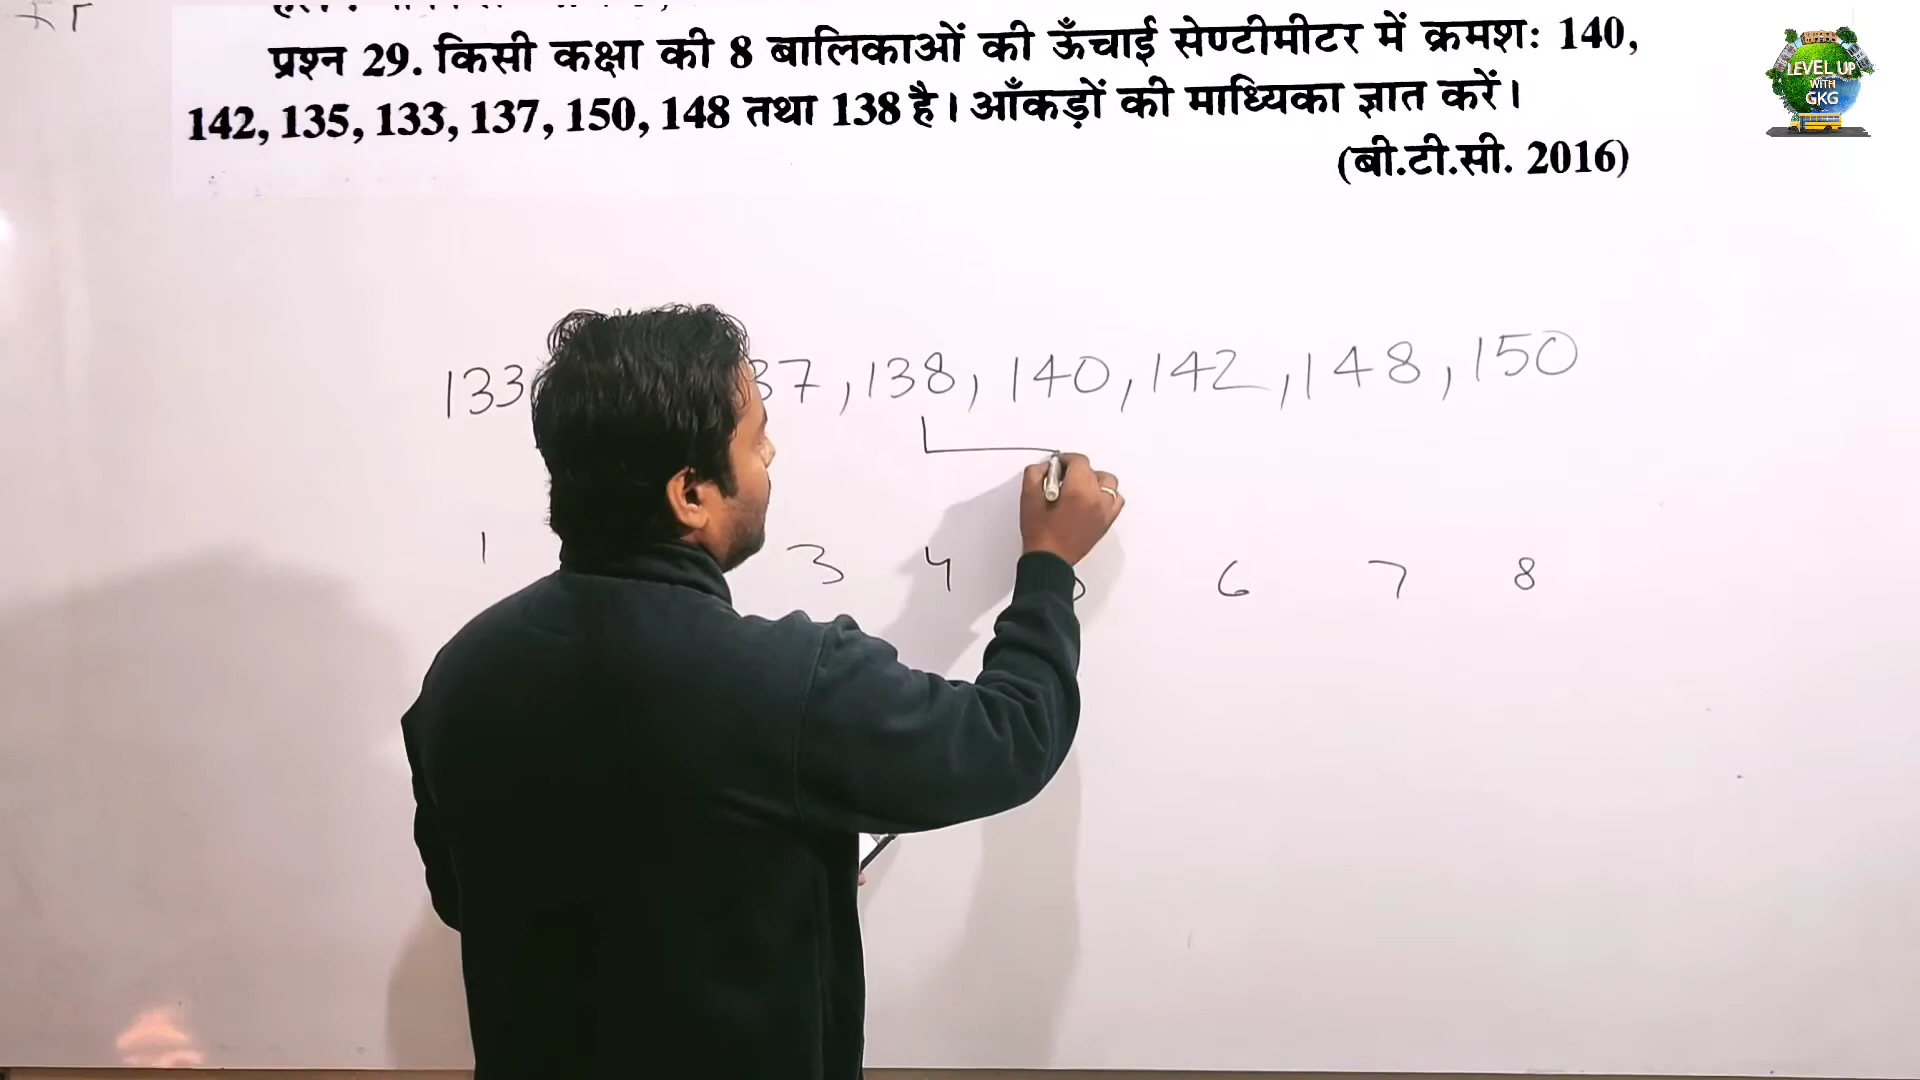 प्रश्न 29. किसी कक्षा की 8 बालिकाओं की ऊँचाई सेण्टीमीटर में क्रमशः 140,
142, 135, 133, 137, 150, 148 तथा 138 है। आँकड़ों की माध्यिका ज्ञात करें।
(बी.टी.सी. 2016)
LEVEL UP
WITH
GKG
133 37, 138, 140, 142, 148, 150
1 3 4 6 7 8